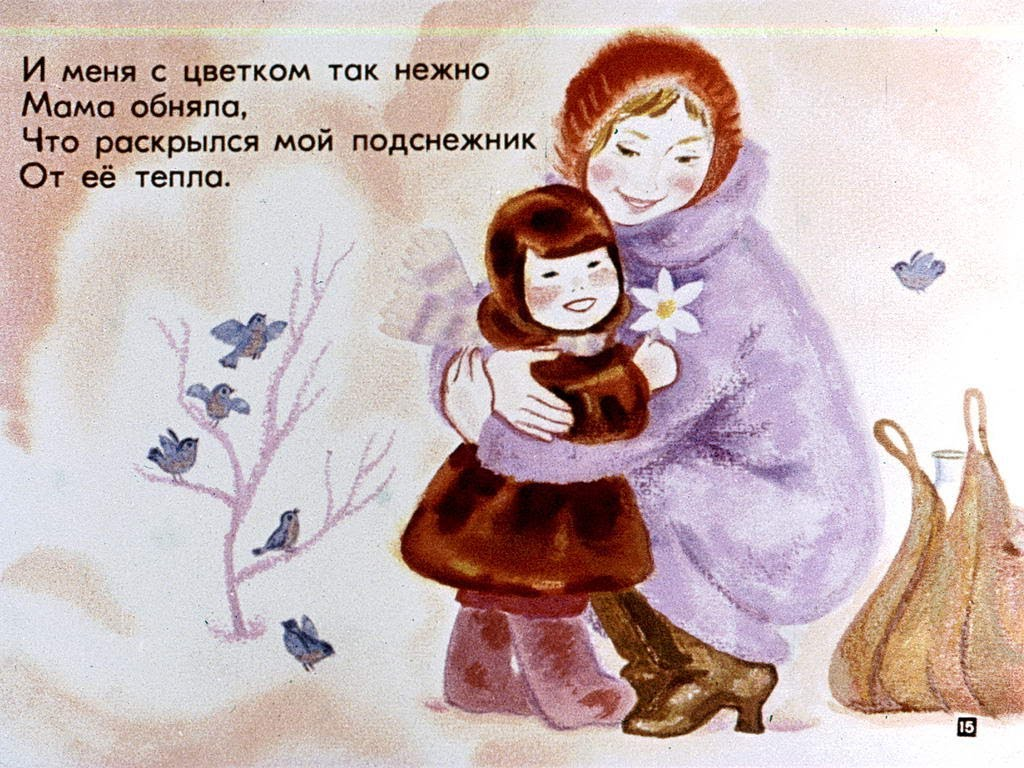 И меня с цветком так нежно
Мама обняла,
Что раскрылся мой подснежник
От её тепла.
15